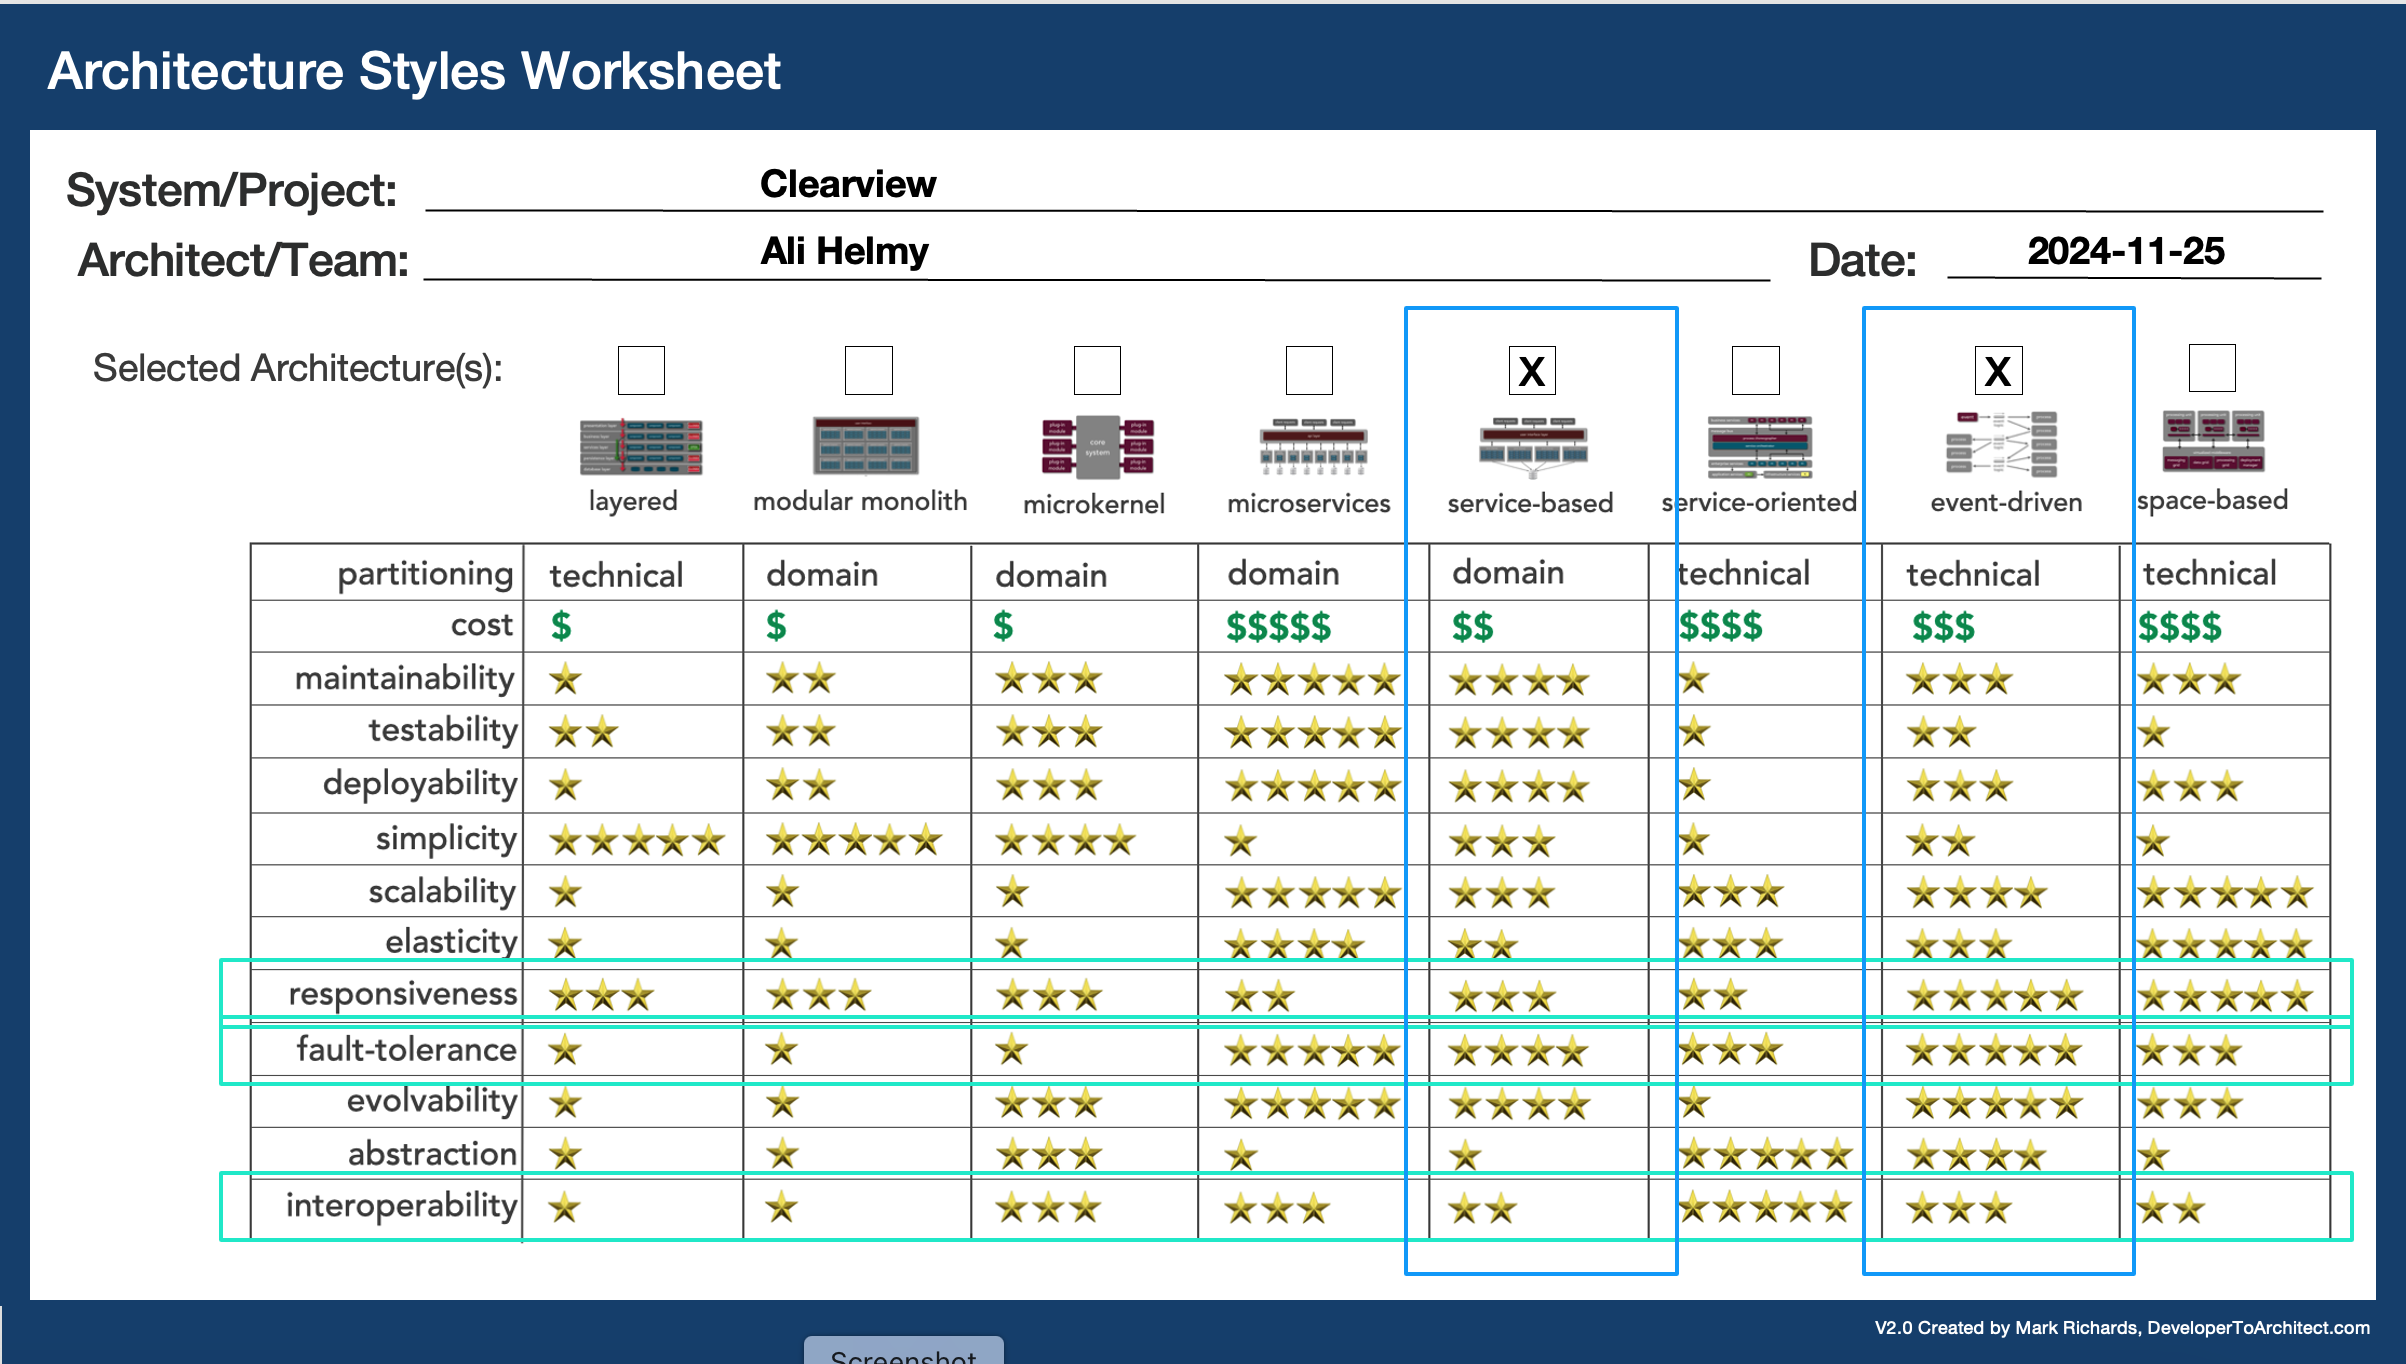 Architecture Styles Worksheet
System/Project: Clearview
Architect/Team: Ali Helmy Date: 2024-11-25
Selected Architecture(s): X X
core system
layered modular monolith microkernel microservices service-based service-oriented event-driven space-based
partitioning technical domain domain domain domain technical technical technical
cost $ $ $ $$$$$ $$ $$$$ $$$ $$$$
maintainability
testability
deployability
simplicity
scalability
elasticity
responsiveness
fault-tolerance
evolvability
abstraction
interoperability
V2.0 Created by Mark Richards, DeveloperToArchitect.com
Screenshot